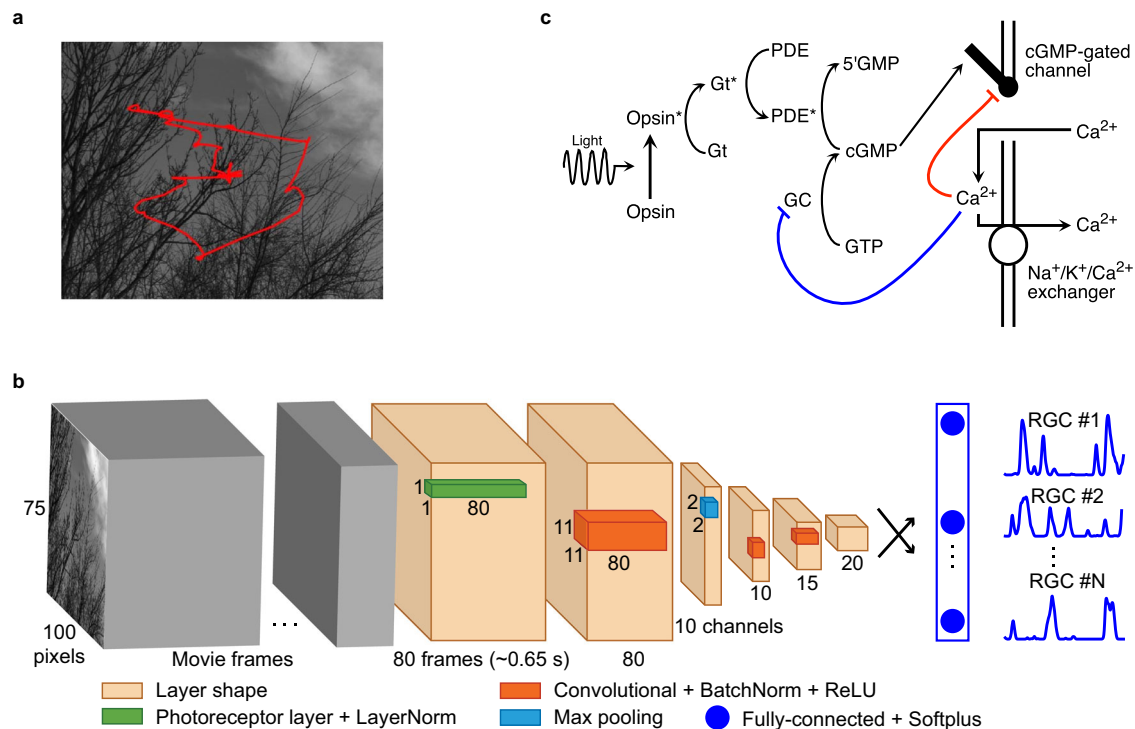 a
c
cGMP-gated
channel
PDE
5'GMP
Gt*
PDE*
Opsin*
Light
Gt
cGMP
Ca2+
Opsin
GC
Ca2+
GTP
Ca2+
Na+/K+/Ca2+
exchanger
b
75
100
pixels
Movie frames
...
1
1
80
80 frames (~0.65 s)
11
11
80
80
2
2
10 channels
10
15
20
RGC #1
RGC #2
RGC #N
Layer shape
Convolutional + BatchNorm + ReLU
Photoreceptor layer + LayerNorm
Max pooling
Fully-connected + Softplus